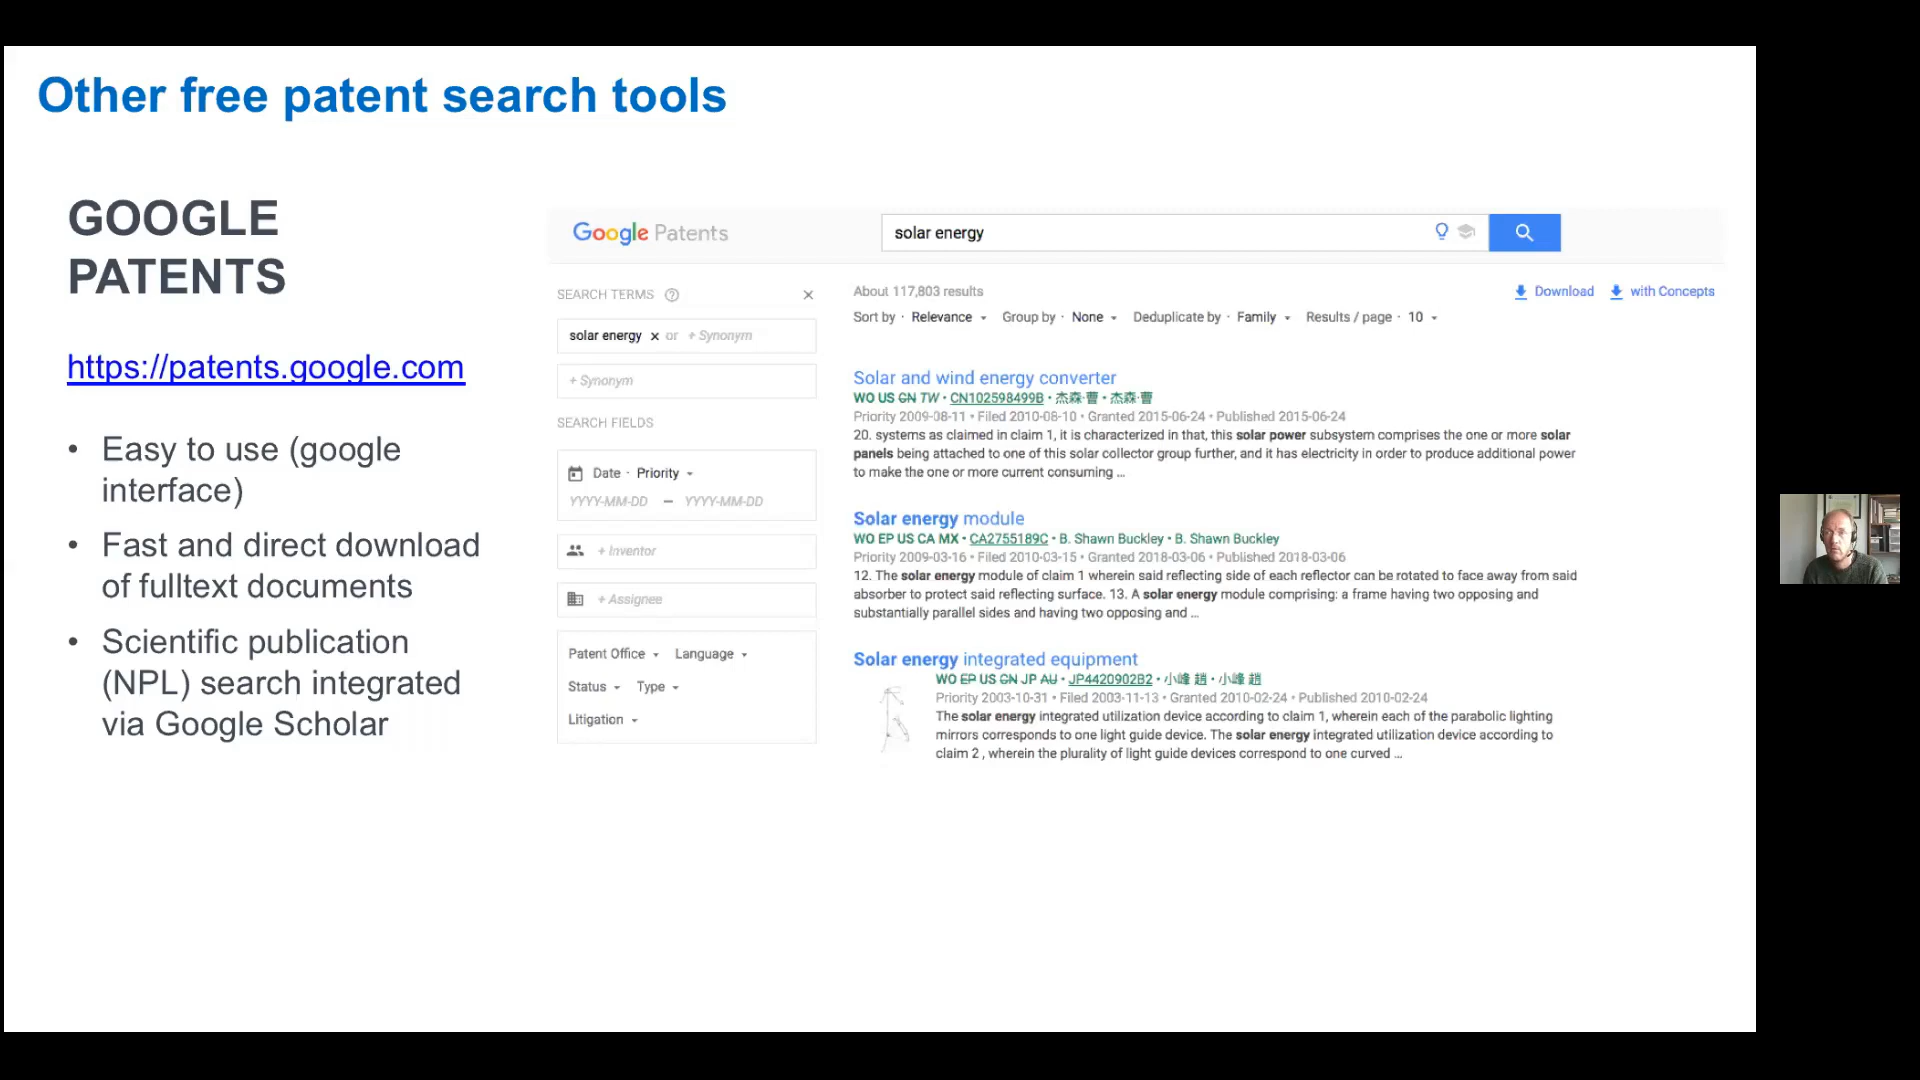 Other free patent search tools
GOOGLE
PATENTS
https://patents.google.com
• Easy to use (google
interface)
• Fast and direct download
of fulltext documents
• Scientific publication
(NPL) search integrated
via Google Scholar
Google Patents
solar energy
SEARCH TERMS
solar energy x or + Synonym
+ Synonym
SEARCH FIELDS
Date · Priority
YYYY-MM-DD – YYYY-MM-DD
+ Inventor
+ Assignee
Patent Office Language
Status Type
Litigation
About 117,803 results
Download with Concepts
Sort by · Relevance Group by · None Deduplicate by · Family Results / page · 10
Solar and wind energy converter
WO US CN TW • CN102598499B • 杰森·曹 • 杰森·曹
Priority 2009-08-11 • Filed 2010-08-10 • Granted 2015-06-24 • Published 2015-06-24
20. systems as claimed in claim 1, it is characterized in that, this solar power subsystem comprises the one or more solar
panels being attached to one of this solar collector group further, and it has electricity in order to produce additional power
to make the one or more current consuming ...
Solar energy module
WO EP US CA MX • CA2755189C • B. Shawn Buckley • B. Shawn Buckley
Priority 2009-03-16 • Filed 2010-03-15 • Granted 2018-03-06 • Published 2018-03-06
12. The solar energy module of claim 1 wherein said reflecting side of each reflector can be rotated to face away from said
absorber to protect said reflecting surface. 13. A solar energy module comprising: a frame having two opposing and
substantially parallel sides and having two opposing and ...
Solar energy integrated equipment
WO EP US CN JP AU • JP4420902B2 • 小峰 趙 • 小峰 趙
Priority 2003-10-31 • Filed 2003-11-13 • Granted 2010-02-24 • Published 2010-02-24
The solar energy integrated utilization device according to claim 1, wherein each of the parabolic lighting
mirrors corresponds to one light guide device. The solar energy integrated utilization device according to
claim 2 , wherein the plurality of light guide devices correspond to one curved ...